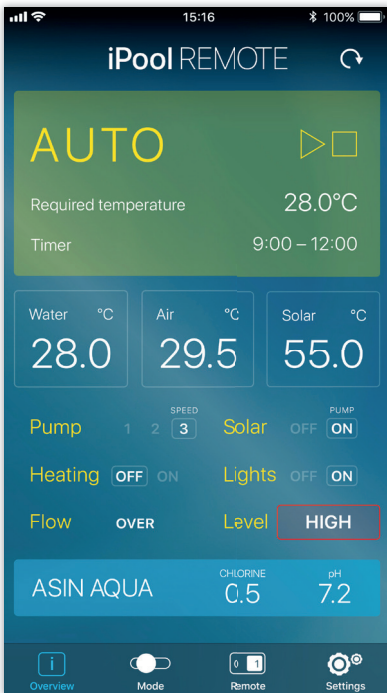 15:16 100%
iPool REMOTE
AUTO
Required temperature 28.0°C
Timer 9:00 – 12:00
Water °C Air °C Solar °C
28.0 29.5 55.0
SPEED PUMP
Pump 1 2 3 Solar OFF ON
Heating OFF ON Lights OFF ON
Flow OVER Level HIGH
CHLORINE pH
ASIN AQUA 0.5 7.2
i 0 1
Overview Mode Remote Settings